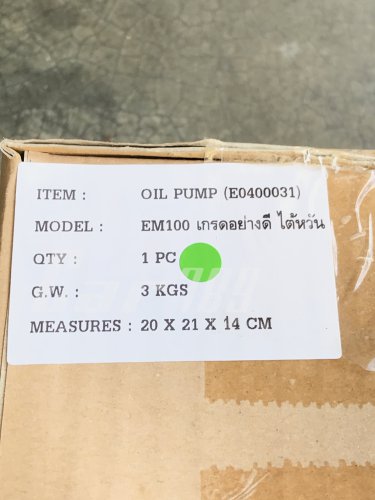 ITEM : OIL PUMP (E0400031)
MODEL : EM100 เกรดอย่างดี ไต้หวัน
QTY : 1 PC
G.W. : 3 KGS
MEASURES : 20 X 21 X 14 CM